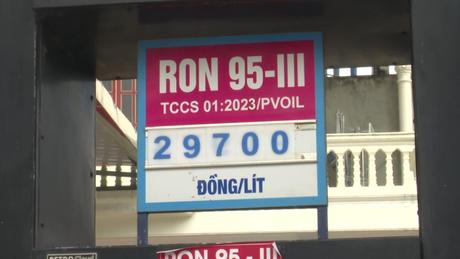 RON 95-III
TCCS 01:2023/PVOIL
29700
ĐỒNG/LÍT
RON 95-III